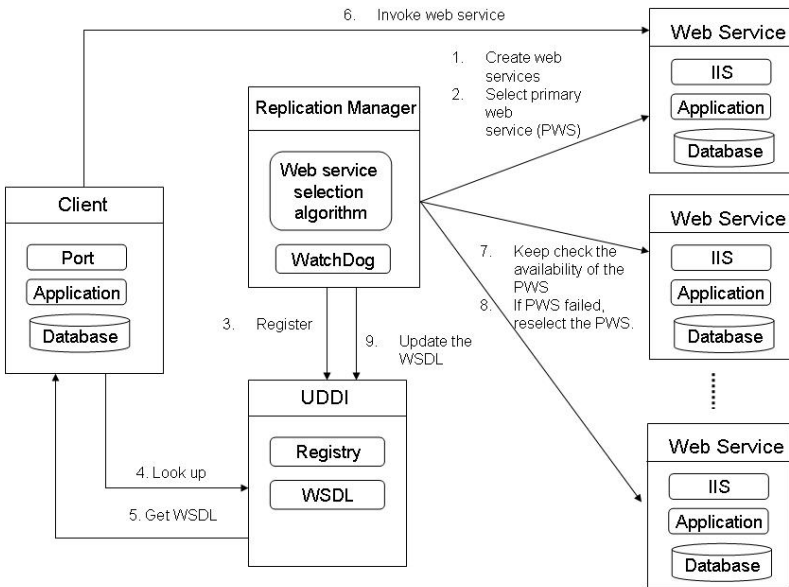 6. Invoke web service
Web Service
IIS
Application
Database
1. Create web
services
2. Select primary
web
service (PWS)
Replication Manager
Web service
selection
algorithm
WatchDog
Client
Port
Application
Database
Web Service
IIS
Application
Database
7. Keep check the
availability of the
PWS
8. If PWS failed,
reselect the PWS.
3. Register
9. Update the
WSDL
UDDI
Registry
WSDL
4. Look up
5. Get WSDL
Web Service
IIS
Application
Database